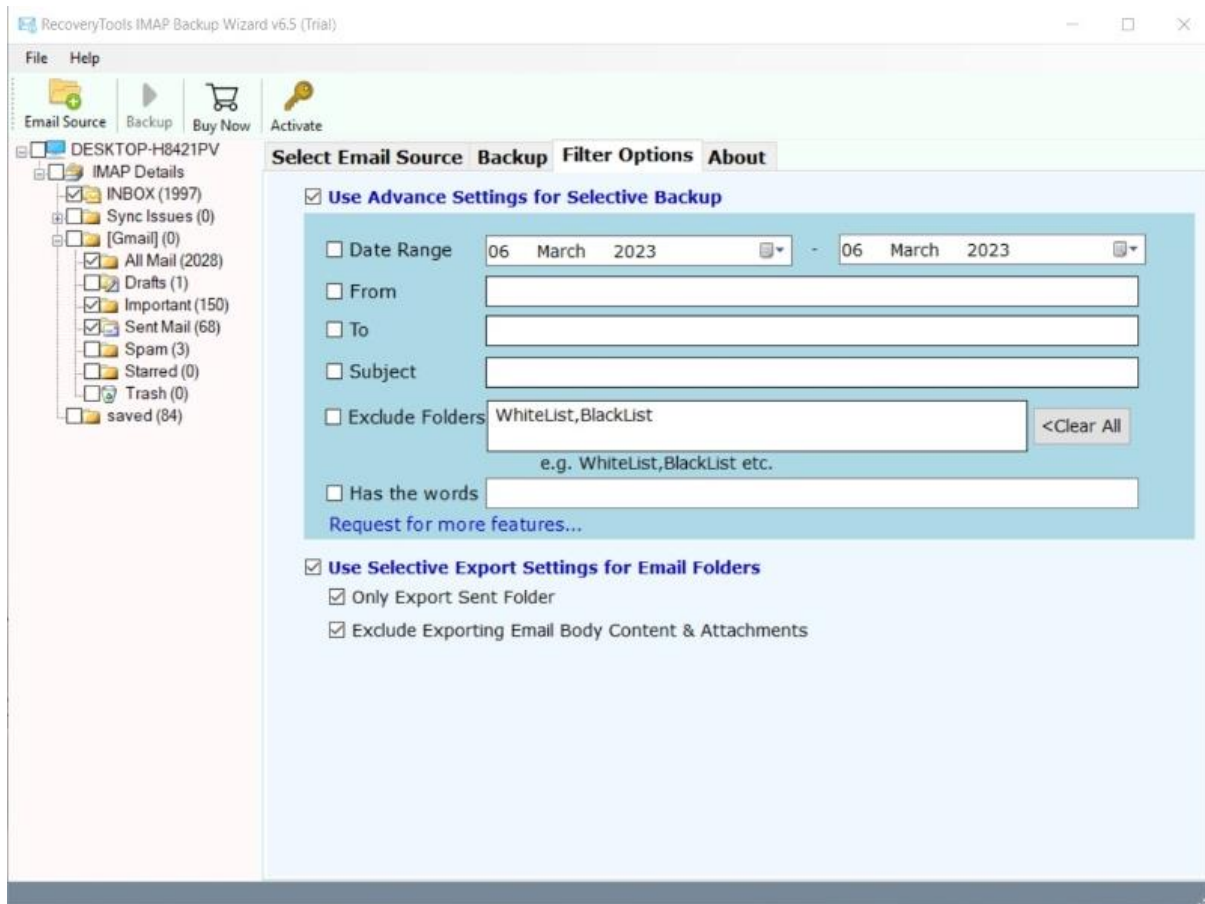 RecoveryTools IMAP Backup Wizard v6.5 (Trial)
File Help
Email Source Backup Buy Now Activate
DESKTOP-H8421PV
IMAP Details
INBOX (1997)
Sync Issues (0)
[Gmail] (0)
All Mail (2028)
Drafts (1)
Important (150)
Sent Mail (68)
Spam (3)
Starred (0)
Trash (0)
saved (84)
Select Email Source Backup Filter Options About
Use Advance Settings for Selective Backup
Date Range 06 March 2023 - 06 March 2023
From
To
Subject
Exclude Folders WhiteList,BlackList <Clear All
e.g. WhiteList,BlackList etc.
Has the words
Request for more features...
Use Selective Export Settings for Email Folders
Only Export Sent Folder
Exclude Exporting Email Body Content & Attachments